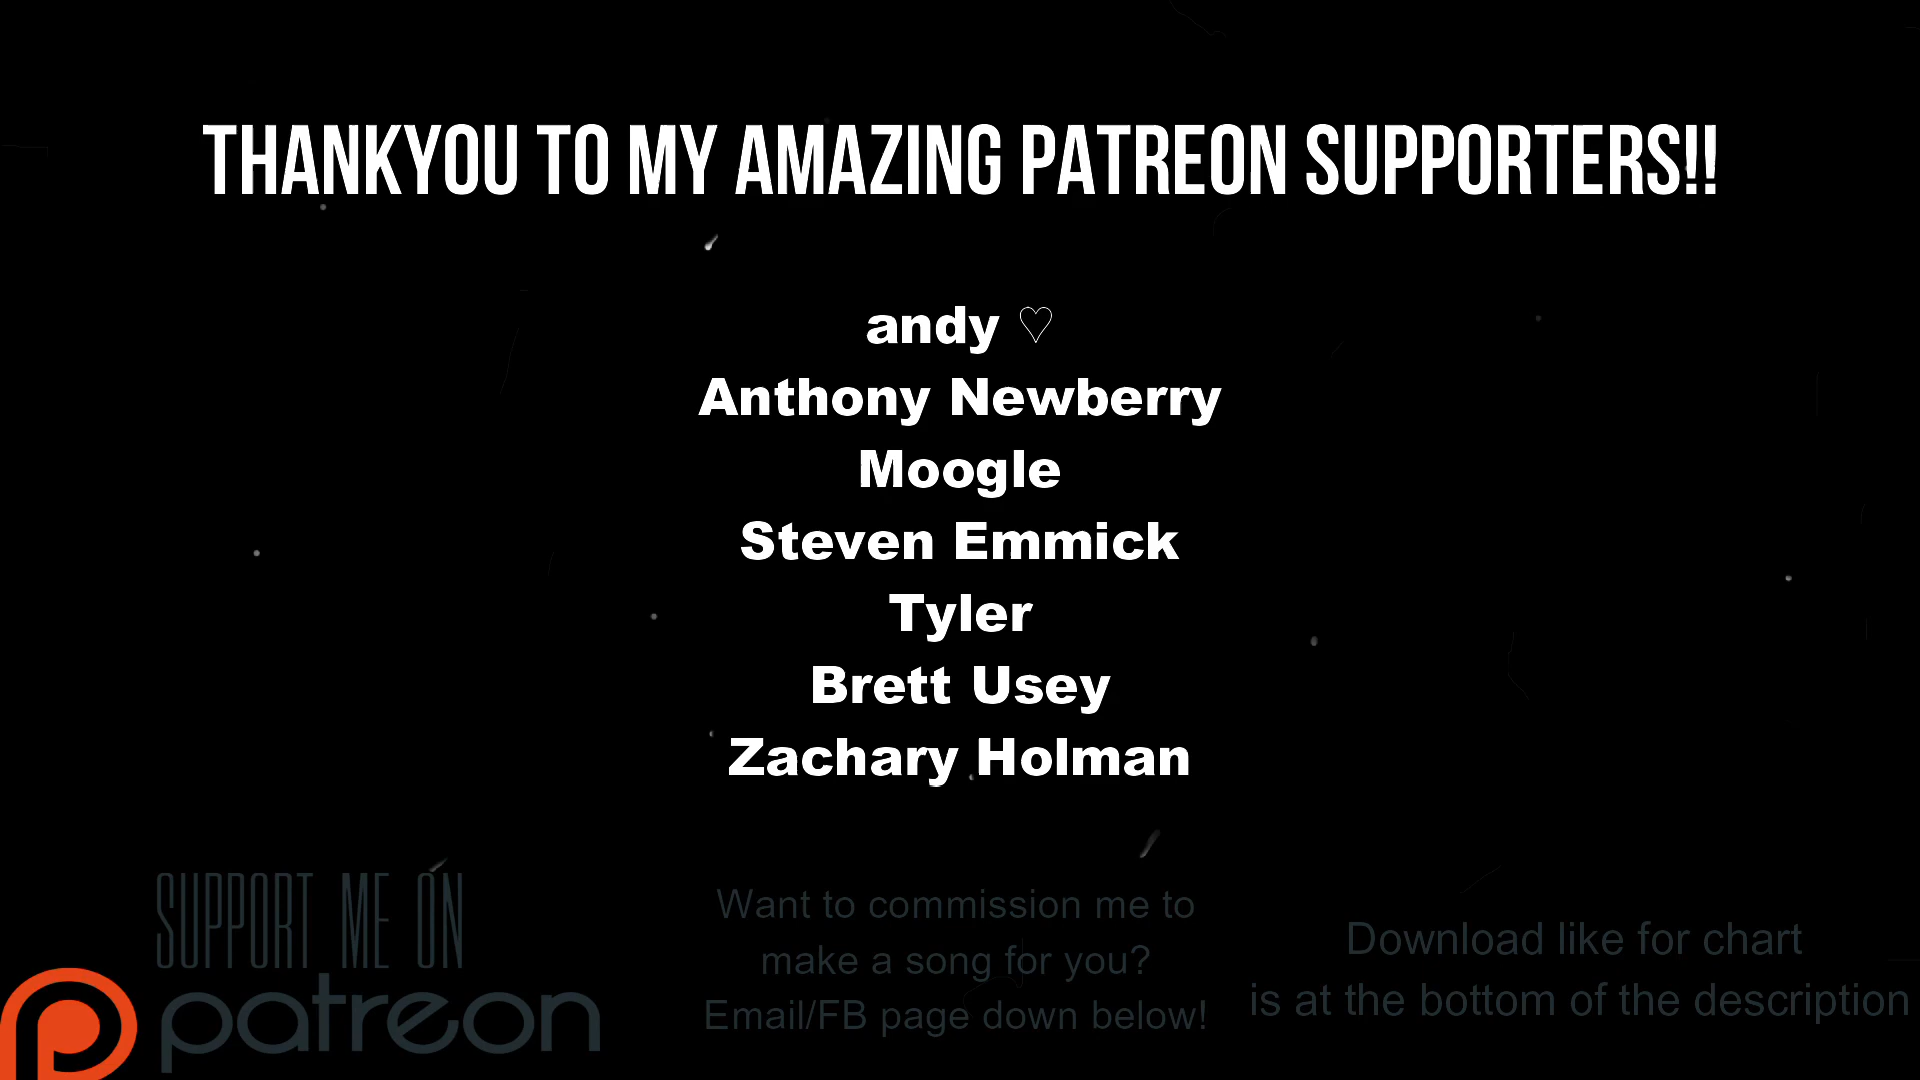 THANKYOU TO MY AMAZING PATREON SUPPORTERS!!
andy ♡
Anthony Newberry
Moogle
Steven Emmick
Tyler
Brett Usey
Zachary Holman
SUPPORT ME ON
patreon
Want to commission me to
make a song for you?
Email/FB page down below!
Download like for chart
is at the bottom of the description